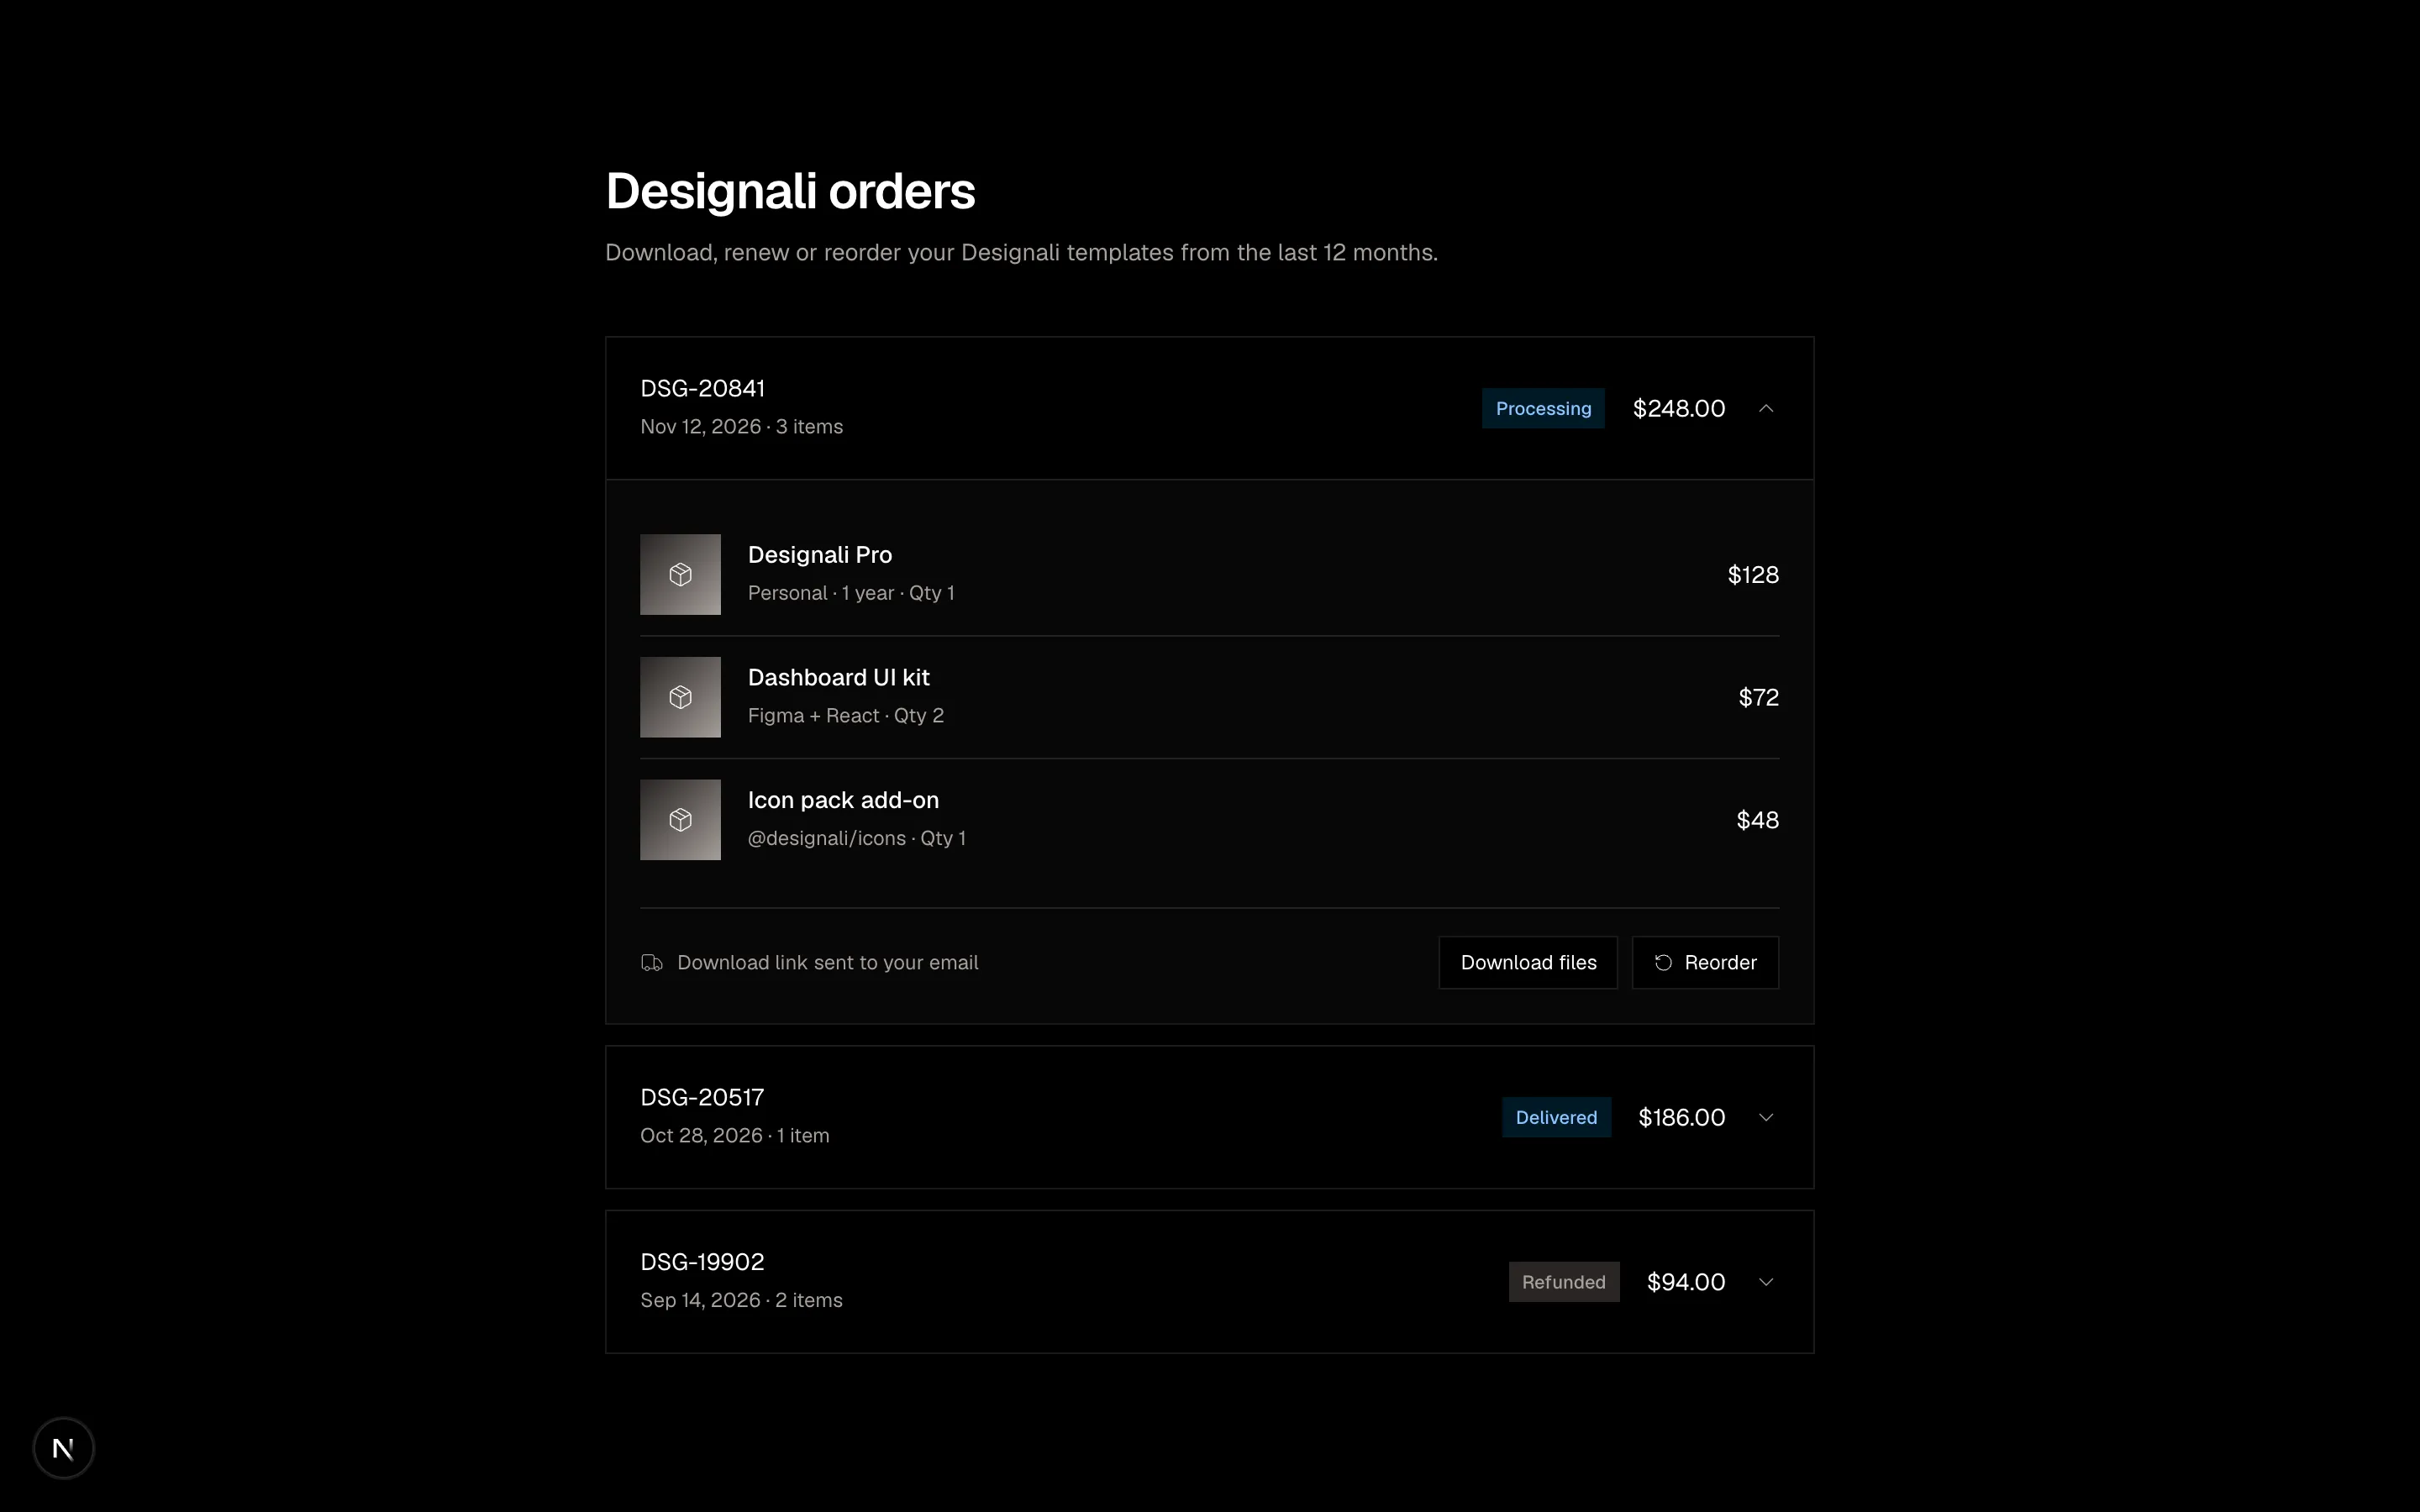 Designali orders
Download, renew or reorder your Designali templates from the last 12 months.
DSG-20841
Nov 12, 2026 · 3 items
Processing
$248.00
Designali Pro
Personal · 1 year · Qty 1
$128
Dashboard UI kit
Figma + React · Qty 2
$72
Icon pack add-on
@designali/icons · Qty 1
$48
Download link sent to your email
Download files
Reorder
DSG-20517
Oct 28, 2026 · 1 item
Delivered
$186.00
DSG-19902
Sep 14, 2026 · 2 items
Refunded
$94.00
N